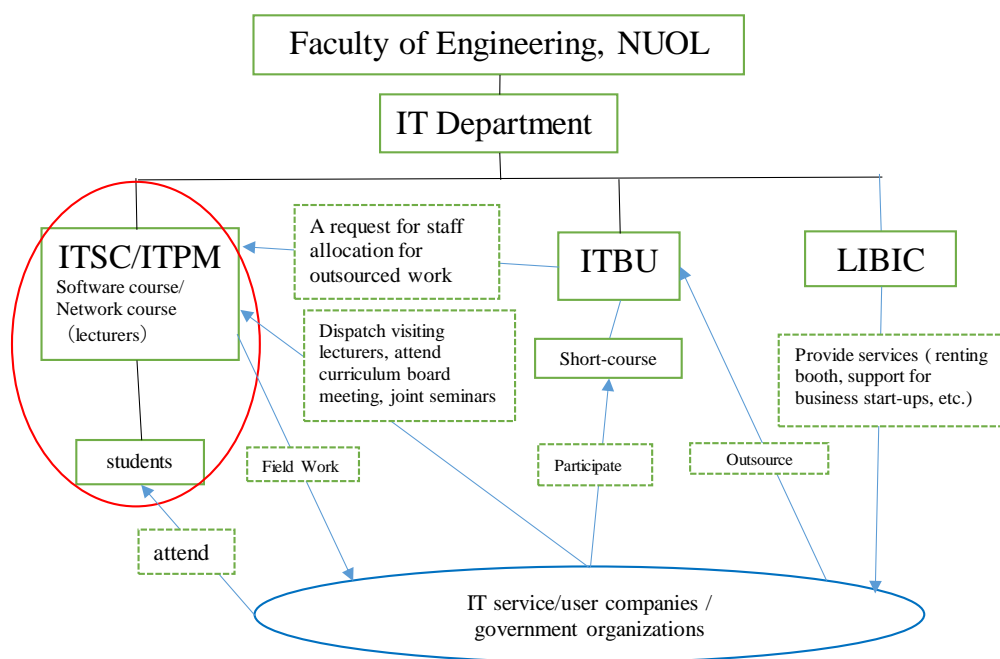 Faculty of Engineering, NUOL
IT Department
ITSC/ITPM
Software course/
Network course
（lecturers）
A request for staff
allocation for
outsourced work
ITBU
LIBIC
Dispatch visiting
lecturers, attend
curriculum board
meeting, joint seminars
Short-course
Provide services ( renting
booth, support for
business start-ups, etc.)
students
Field Work
Participate
Outsource
attend
IT service/user companies /
government organizations